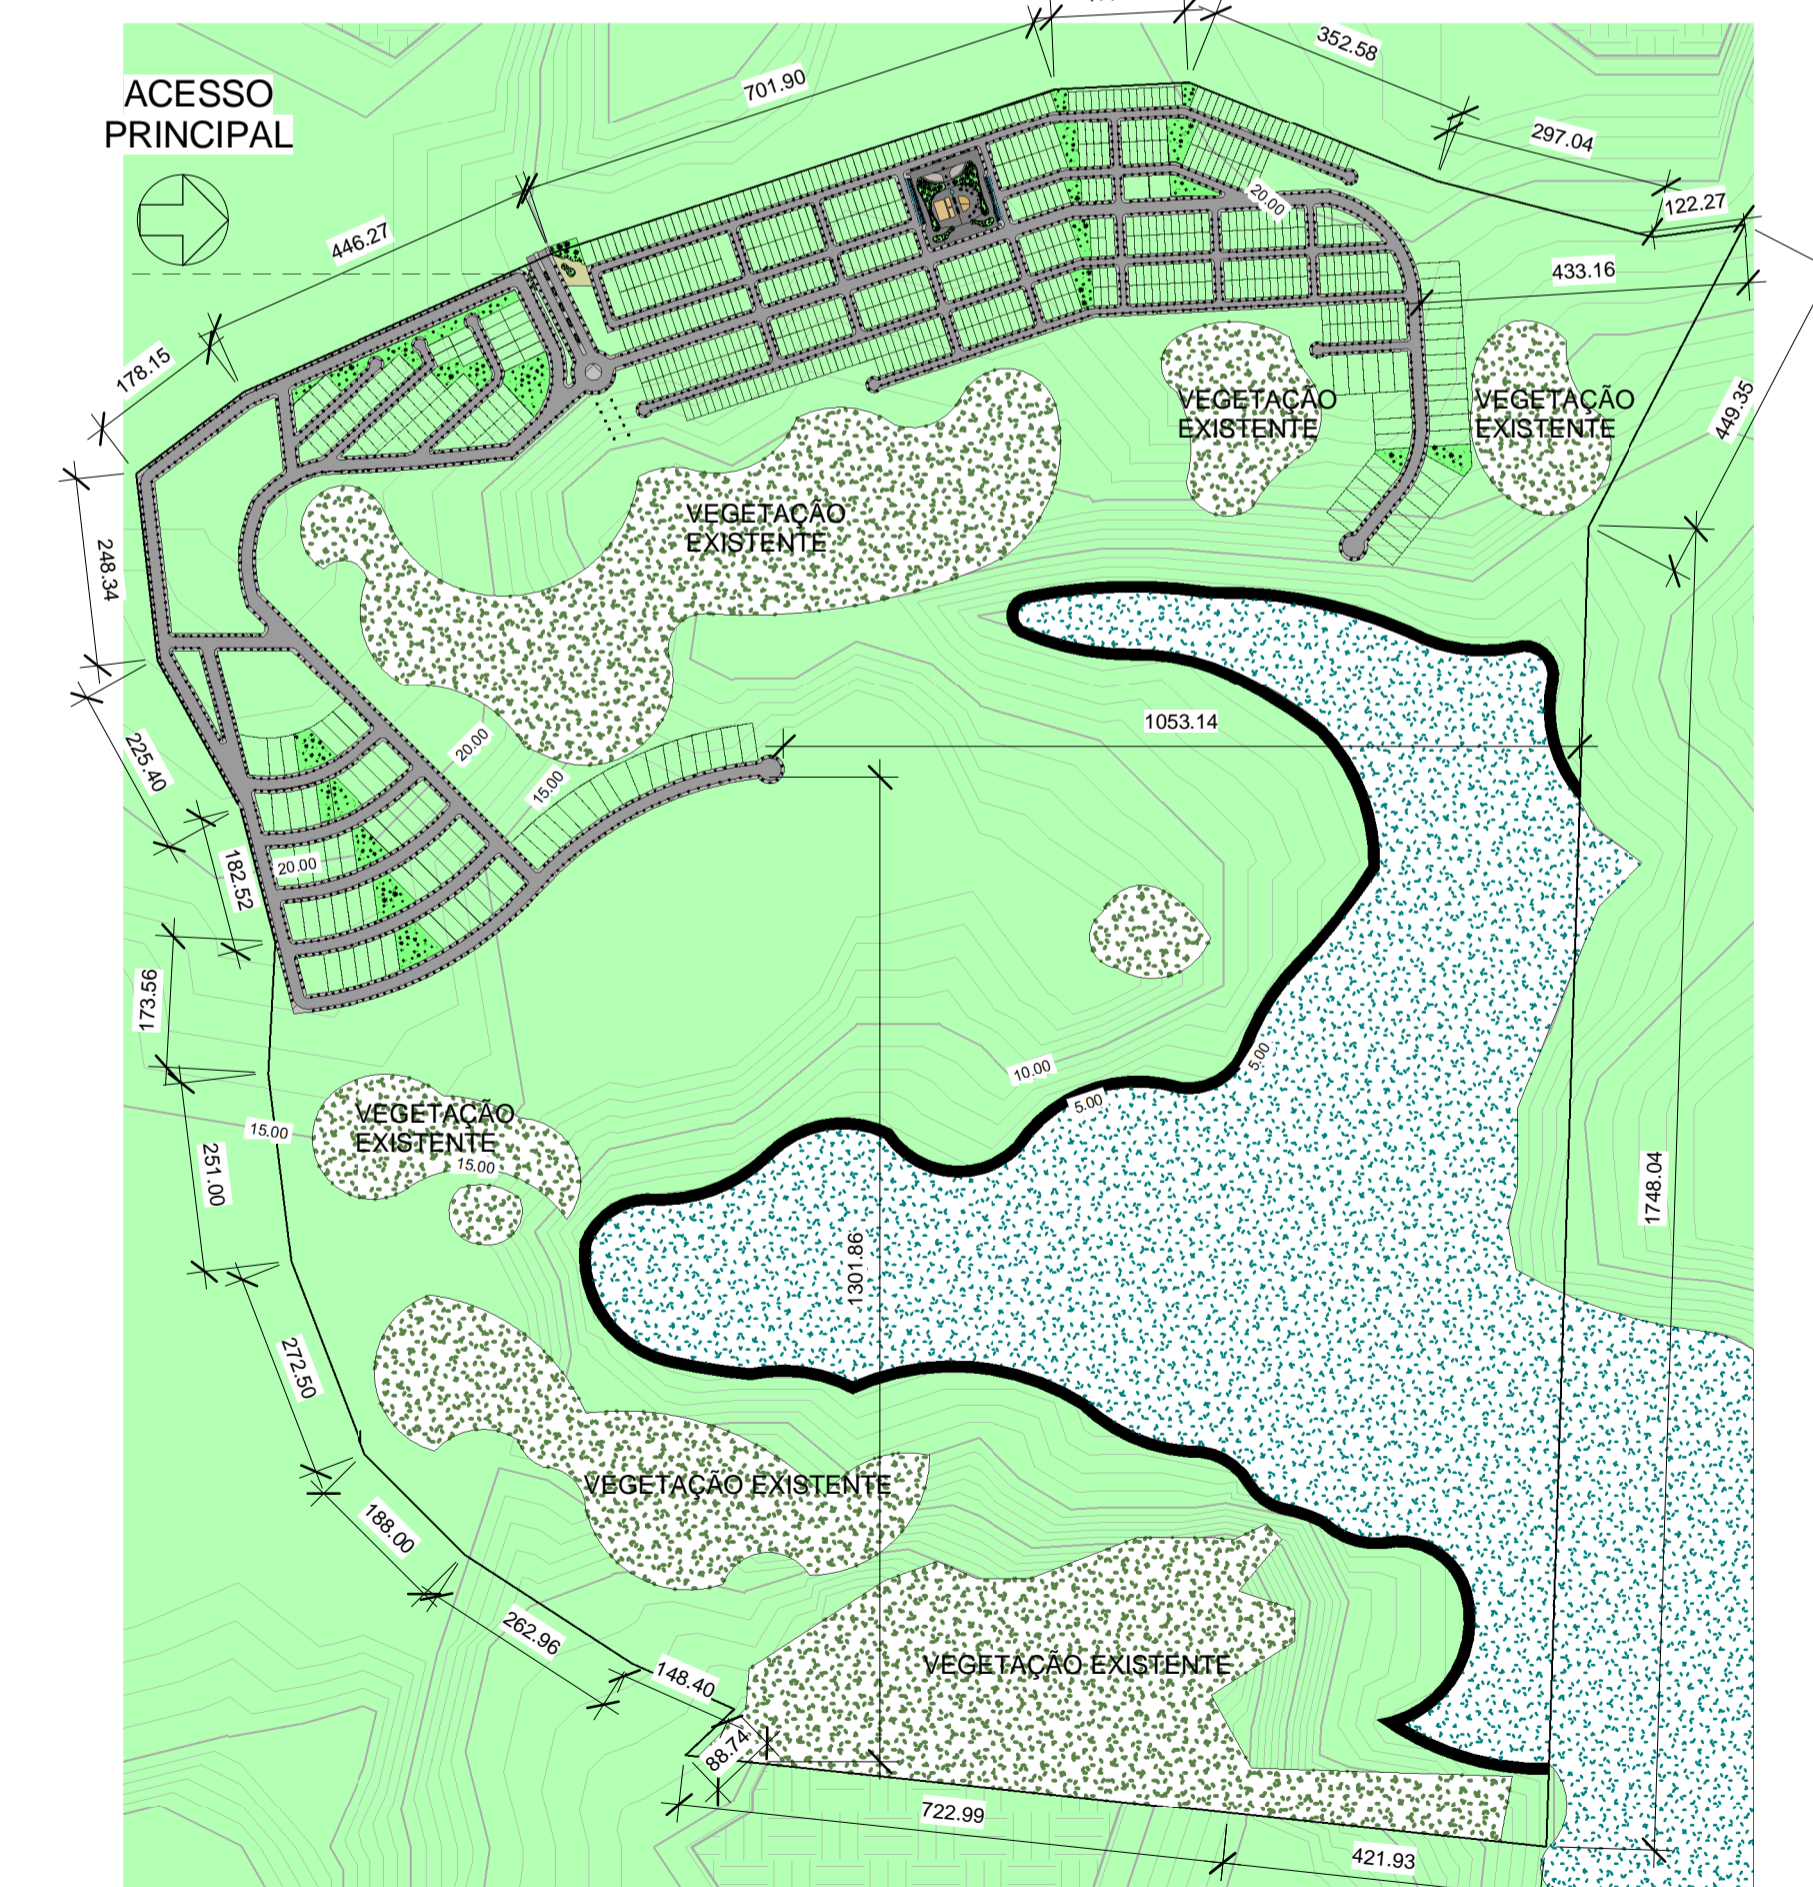 352.58
701.90
ACESSO
PRINCIPAL
297.04
122.27
20.00
446.27
433.16
178.15
VEGETAÇÃO
EXISTENTE
VEGETAÇÃO
EXISTENTE
449.35
VEGETAÇÃO
EXISTENTE
248.34
1053.14
20.00
225.40
15.00
20.00
182.52
173.56
5.00
10.00
5.00
VEGETAÇÃO
EXISTENTE
15.00
15.00
251.00
1748.04
1301.86
272.50
VEGETAÇÃO EXISTENTE
188.00
262.96
VEGETAÇÃO EXISTENTE
148.40
88.74
722.99
421.93